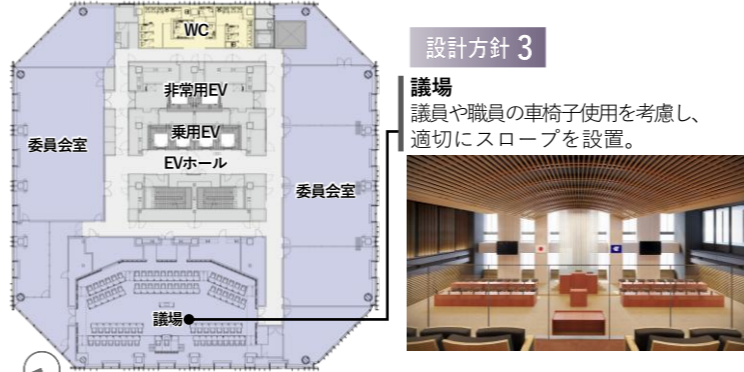 WC
非常用EV
乗用EV
EVホール
委員会室
委員会室
議場
設計方針 3
議場
議員や職員の車椅子使用を考慮し、
適切にスロープを設置。